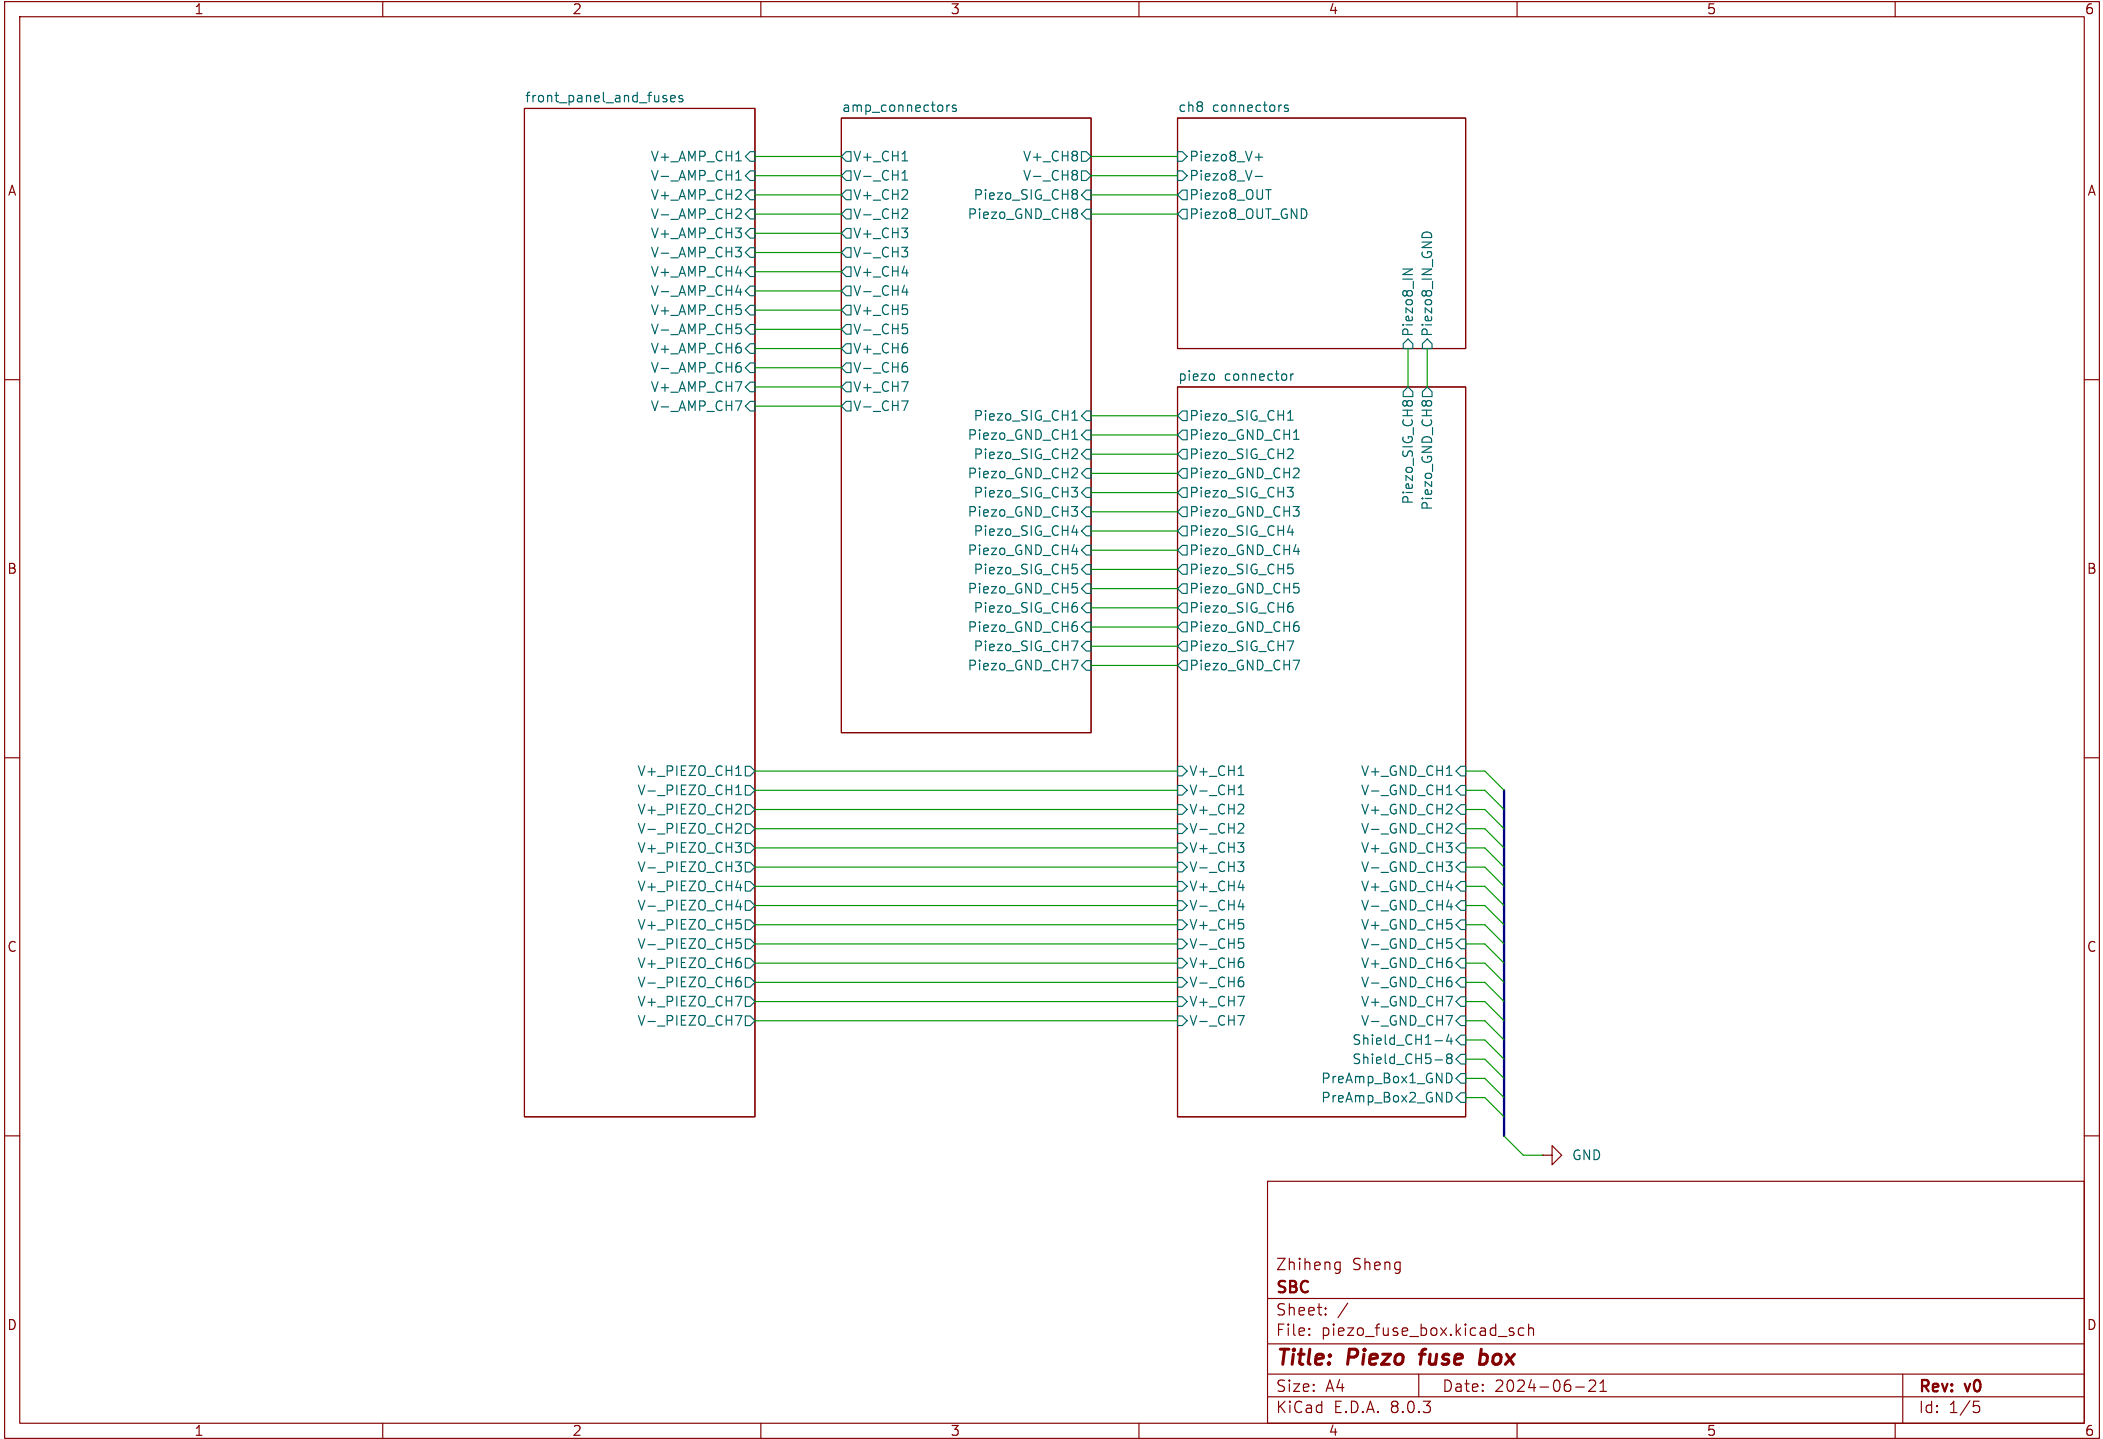 1 2 3 4 5 6
front_panel_and_fuses
V+_AMP_CH1
V-_AMP_CH1
V+_AMP_CH2
V-_AMP_CH2
V+_AMP_CH3
V-_AMP_CH3
V+_AMP_CH4
V-_AMP_CH4
V+_AMP_CH5
V-_AMP_CH5
V+_AMP_CH6
V-_AMP_CH6
V+_AMP_CH7
V-_AMP_CH7
V+_PIEZO_CH1
V-_PIEZO_CH1
V+_PIEZO_CH2
V-_PIEZO_CH2
V+_PIEZO_CH3
V-_PIEZO_CH3
V+_PIEZO_CH4
V-_PIEZO_CH4
V+_PIEZO_CH5
V-_PIEZO_CH5
V+_PIEZO_CH6
V-_PIEZO_CH6
V+_PIEZO_CH7
V-_PIEZO_CH7
amp_connectors
V+_CH1
V-_CH1
V+_CH2
V-_CH2
V+_CH3
V-_CH3
V+_CH4
V-_CH4
V+_CH5
V-_CH5
V+_CH6
V-_CH6
V+_CH7
V-_CH7
V+_CH8
V-_CH8
Piezo_SIG_CH8
Piezo_GND_CH8
Piezo_SIG_CH1
Piezo_GND_CH1
Piezo_SIG_CH2
Piezo_GND_CH2
Piezo_SIG_CH3
Piezo_GND_CH3
Piezo_SIG_CH4
Piezo_GND_CH4
Piezo_SIG_CH5
Piezo_GND_CH5
Piezo_SIG_CH6
Piezo_GND_CH6
Piezo_SIG_CH7
Piezo_GND_CH7
ch8 connectors
Piezo8_V+
Piezo8_V-
Piezo8_OUT
Piezo8_OUT_GND
Piezo8_IN
Piezo8_IN_GND
piezo connector
Piezo_SIG_CH8
Piezo_GND_CH8
Piezo_SIG_CH1
Piezo_GND_CH1
Piezo_SIG_CH2
Piezo_GND_CH2
Piezo_SIG_CH3
Piezo_GND_CH3
Piezo_SIG_CH4
Piezo_GND_CH4
Piezo_SIG_CH5
Piezo_GND_CH5
Piezo_SIG_CH6
Piezo_GND_CH6
Piezo_SIG_CH7
Piezo_GND_CH7
V+_CH1
V-_CH1
V+_CH2
V-_CH2
V+_CH3
V-_CH3
V+_CH4
V-_CH4
V+_CH5
V-_CH5
V+_CH6
V-_CH6
V+_CH7
V-_CH7
V+_GND_CH1
V-_GND_CH1
V+_GND_CH2
V-_GND_CH2
V+_GND_CH3
V-_GND_CH3
V+_GND_CH4
V-_GND_CH4
V+_GND_CH5
V-_GND_CH5
V+_GND_CH6
V-_GND_CH6
V+_GND_CH7
V-_GND_CH7
Shield_CH1-4
Shield_CH5-8
PreAmp_Box1_GND
PreAmp_Box2_GND
GND
A A
B B
C C
D D
Zhiheng Sheng
SBC
Sheet: /
File: piezo_fuse_box.kicad_sch
Title: Piezo fuse box
Size: A4 Date: 2024-06-21 Rev: v0
KiCad E.D.A. 8.0.3 Id: 1/5
1 2 3 4 5 6